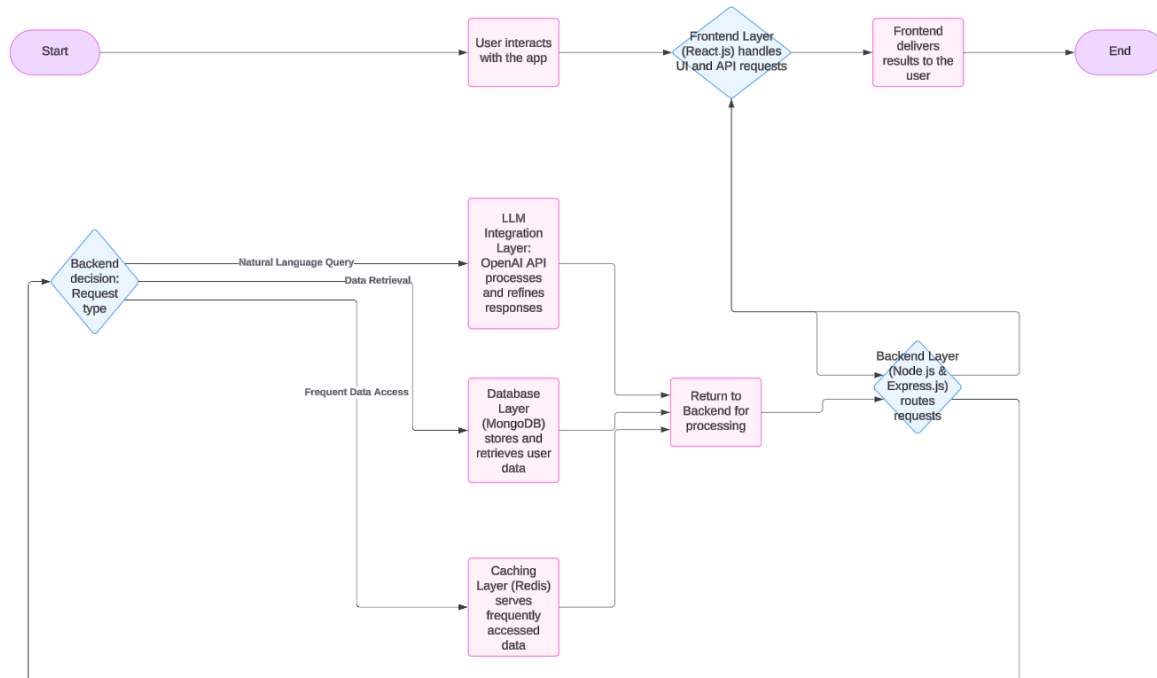 Start
User interacts
with the app
Frontend Layer
(React.js) handles
UI and API requests
Frontend
delivers
results to the
user
End
Backend
decision:
Request
type
Natural Language Query
Data Retrieval
Frequent Data Access
LLM
Integration
Layer:
OpenAI API
processes
and refines
responses
Database
Layer
(MongoDB)
stores and
retrieves user
data
Caching
Layer (Redis)
serves
frequently
accessed
data
Return to
Backend for
processing
Backend Layer
(Node.js &
Express.js)
routes
requests